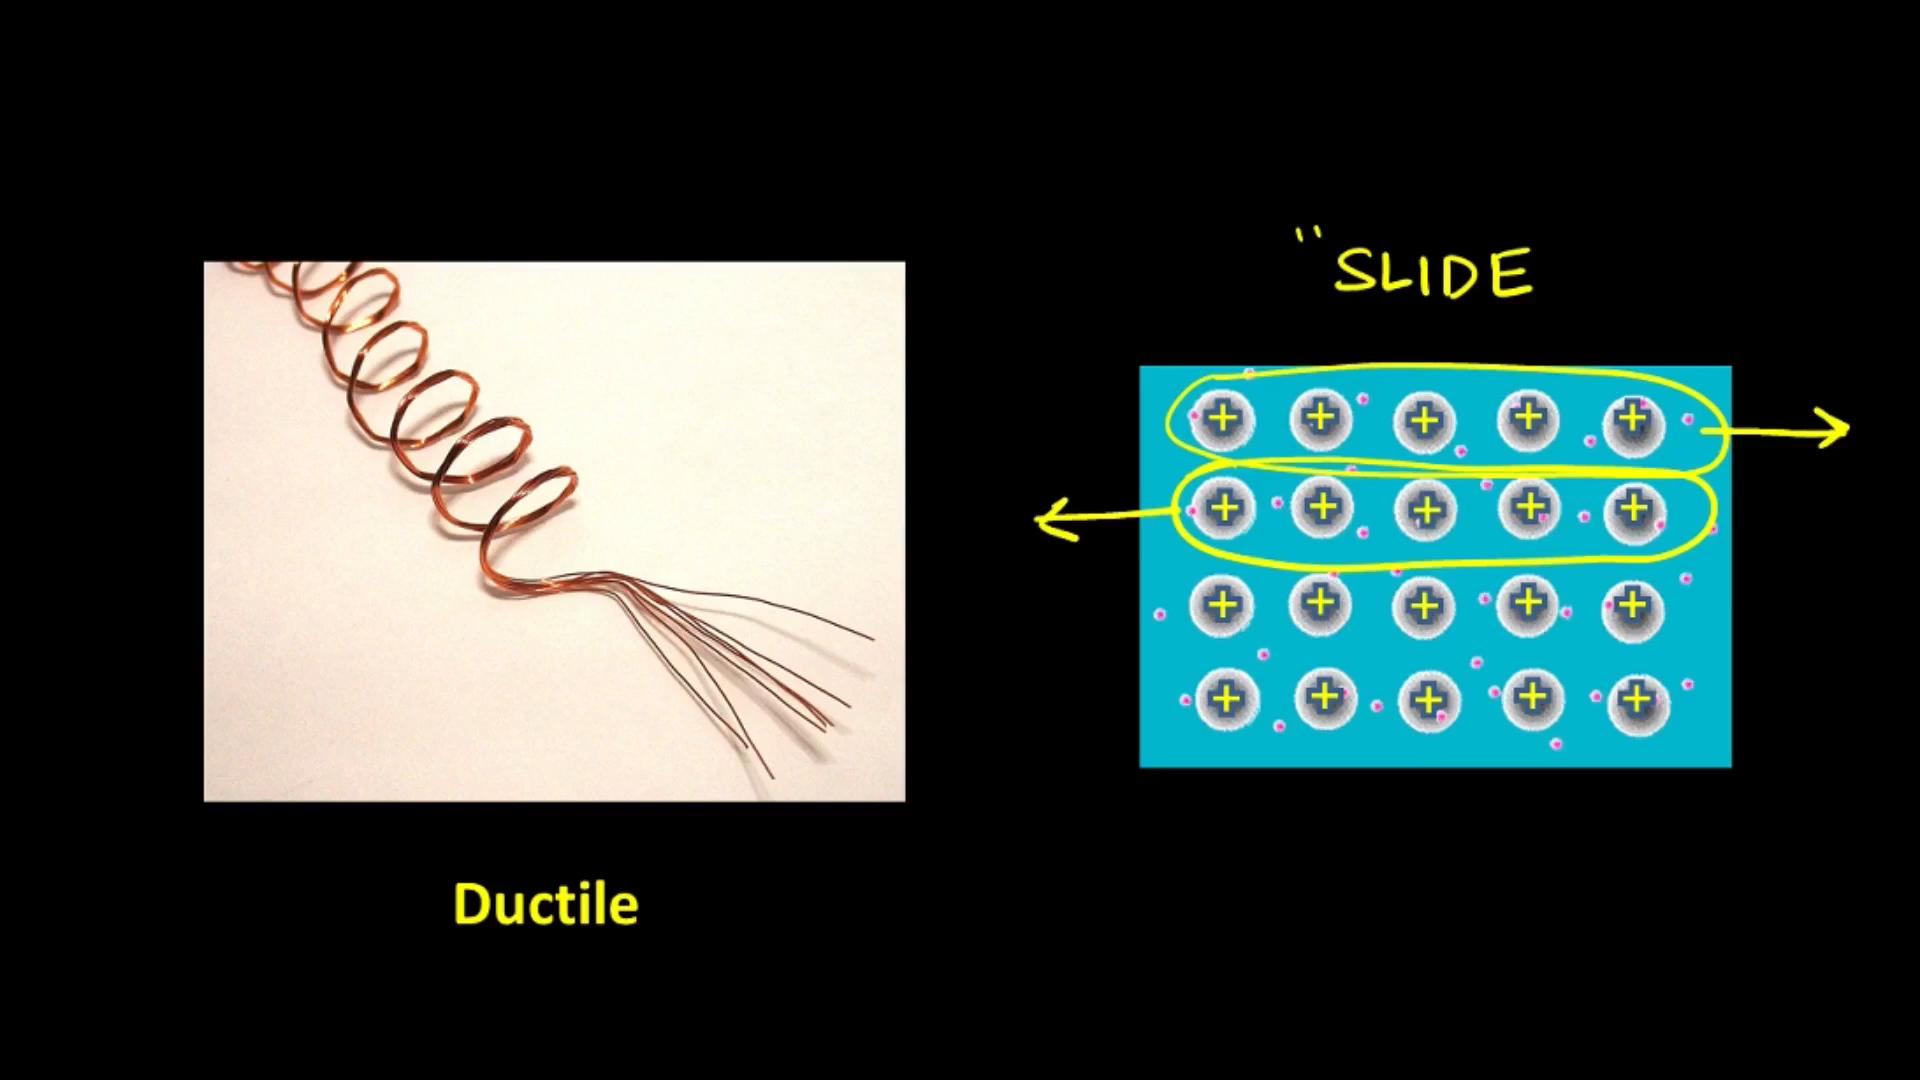 "SLIDE
+ + + + +
+ + + + +
+ + + + +
+ + + + +
Ductile